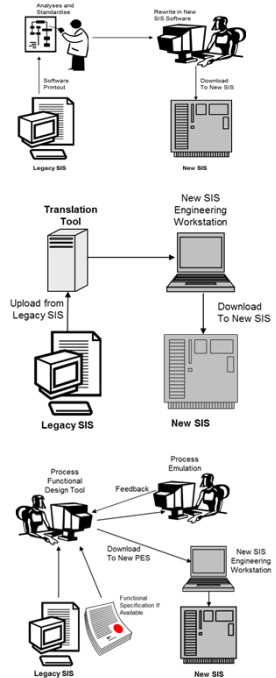 Analyses and
Standardise
Rewrite in New
SIS Software
Software
Printout
Download
To New SIS
Legacy SIS
New SIS
Translation
Tool
New SIS
Engineering
Workstation
Upload from
Legacy SIS
Download
To New SIS
Legacy SIS
New SIS
Process
Functional
Design Tool
Process
Emulation
Feedback
Download
To New PES
New SIS
Engineering
Workstation
Functional
Specification If
Available
Legacy SIS
New SIS